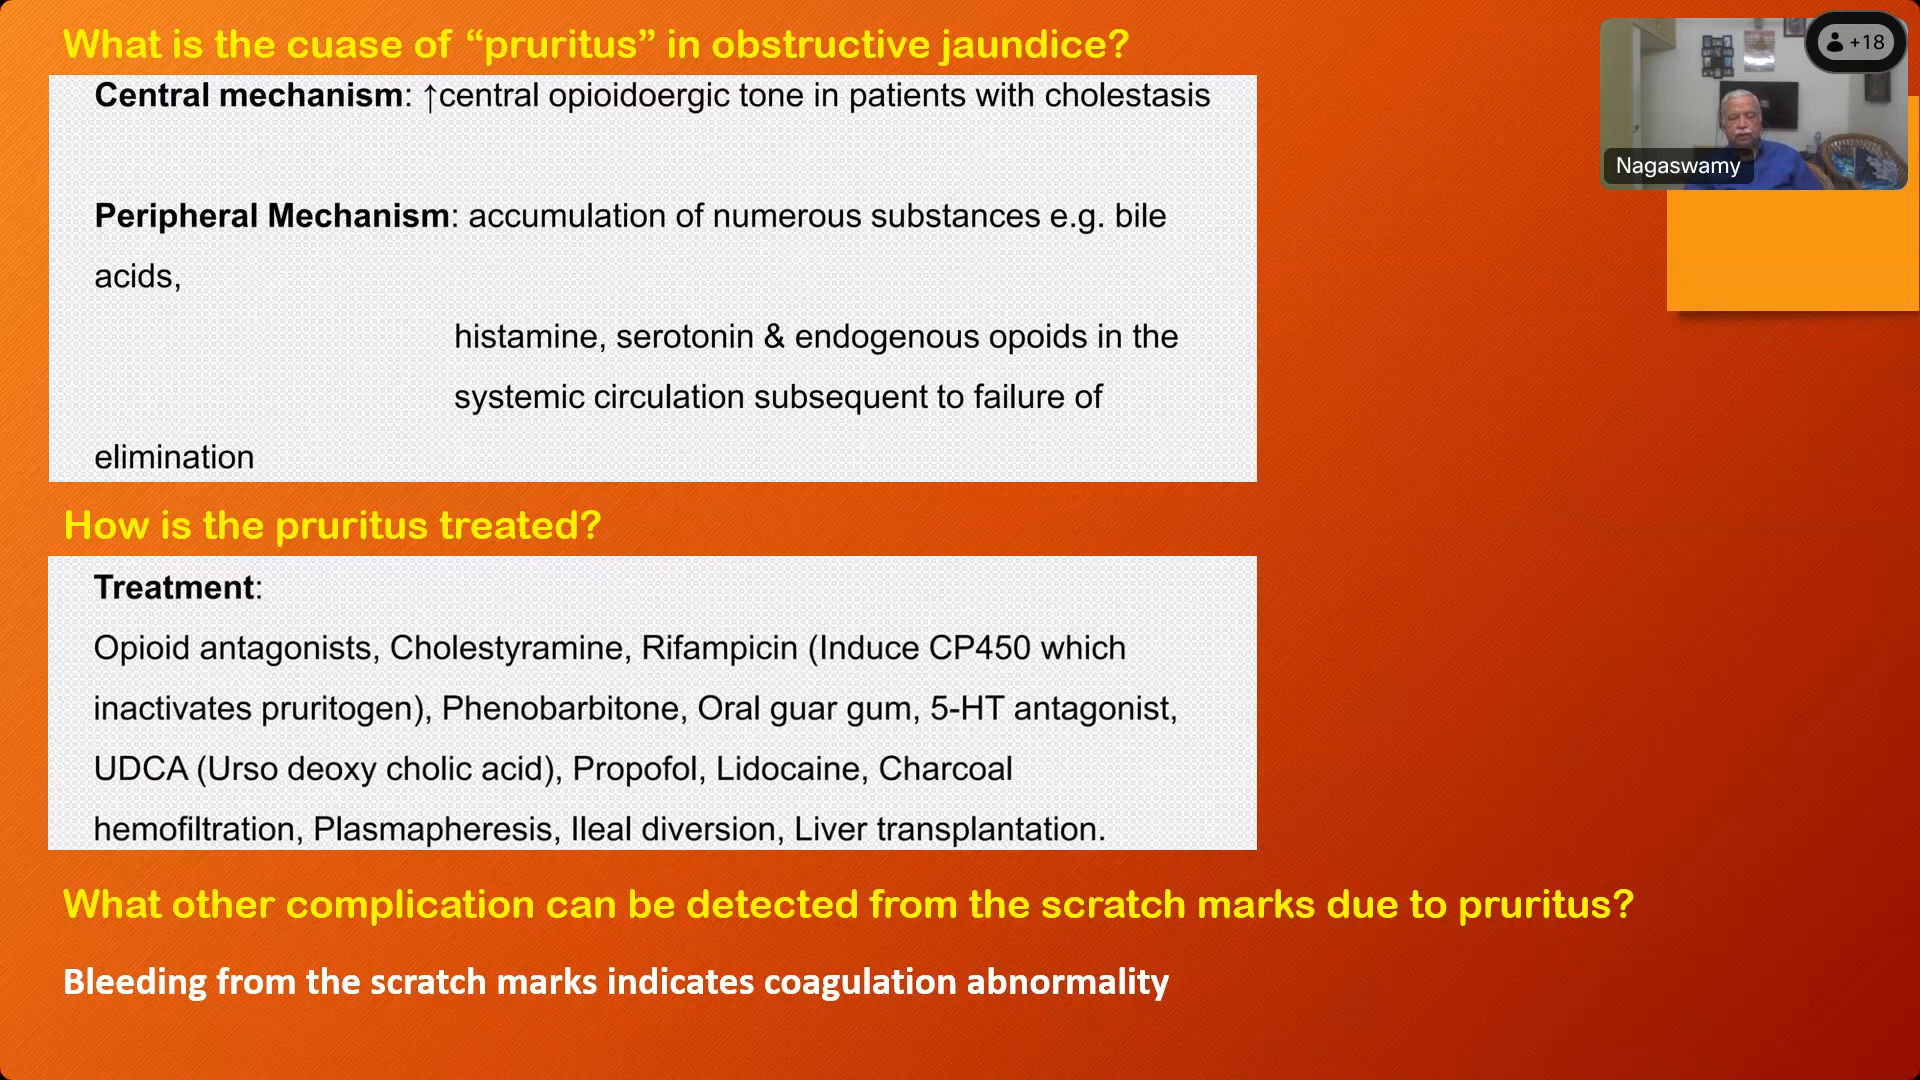 What is the cuase of “pruritus” in obstructive jaundice?
Central mechanism: ↑central opioidoergic tone in patients with cholestasis
Peripheral Mechanism: accumulation of numerous substances e.g. bile
acids,
histamine, serotonin & endogenous opoids in the
systemic circulation subsequent to failure of
elimination
How is the pruritus treated?
Treatment:
Opioid antagonists, Cholestyramine, Rifampicin (Induce CP450 which
inactivates pruritogen), Phenobarbitone, Oral guar gum, 5-HT antagonist,
UDCA (Urso deoxy cholic acid), Propofol, Lidocaine, Charcoal
hemofiltration, Plasmapheresis, Ileal diversion, Liver transplantation.
What other complication can be detected from the scratch marks due to pruritus?
Bleeding from the scratch marks indicates coagulation abnormality
+18
Nagaswamy